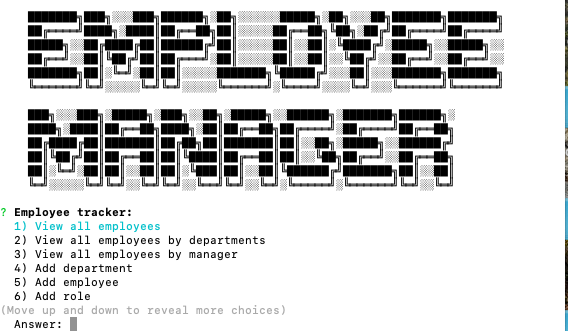 EMPLOYEE
MANAGER
? Employee tracker:
1) View all employees
2) View all employees by departments
3) View all employees by manager
4) Add department
5) Add employee
6) Add role
(Move up and down to reveal more choices)
Answer: